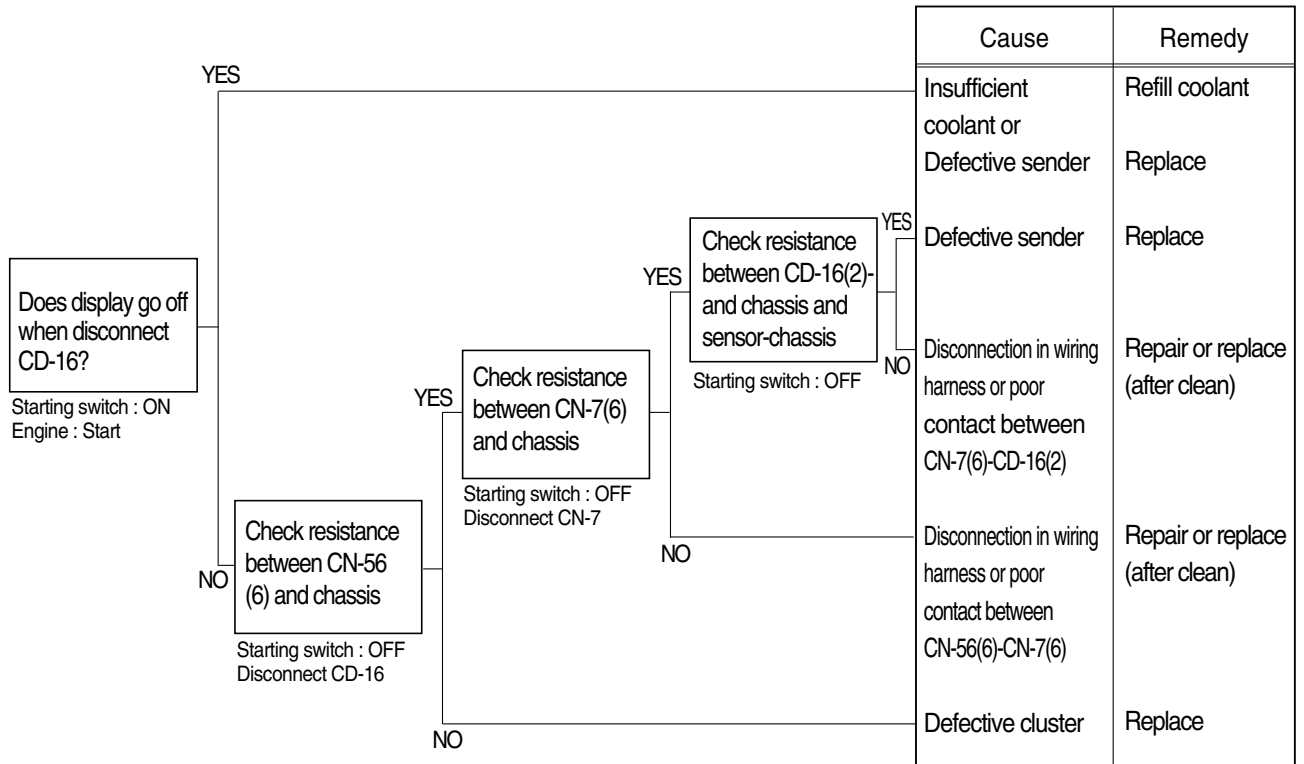 Cause Remedy
YES
Insufficient Refill coolant
coolant or
Defective sender Replace
YES
Defective sender Replace
Check resistance
between CD-16(2)-
and chassis and
sensor-chassis
YES
Starting switch : OFF
NO
Disconnection in wiring Repair or replace
harness or poor (after clean)
contact between
CN-7(6)-CD-16(2)
Does display go off
when disconnect
CD-16?
Starting switch : ON
Engine : Start
YES
Check resistance
between CN-7(6)
and chassis
Starting switch : OFF
Disconnect CN-7
NO
Disconnection in wiring Repair or replace
harness or poor (after clean)
contact between
CN-56(6)-CN-7(6)
NO
Check resistance
between CN-56
(6) and chassis
Starting switch : OFF
Disconnect CD-16
NO
Defective cluster Replace